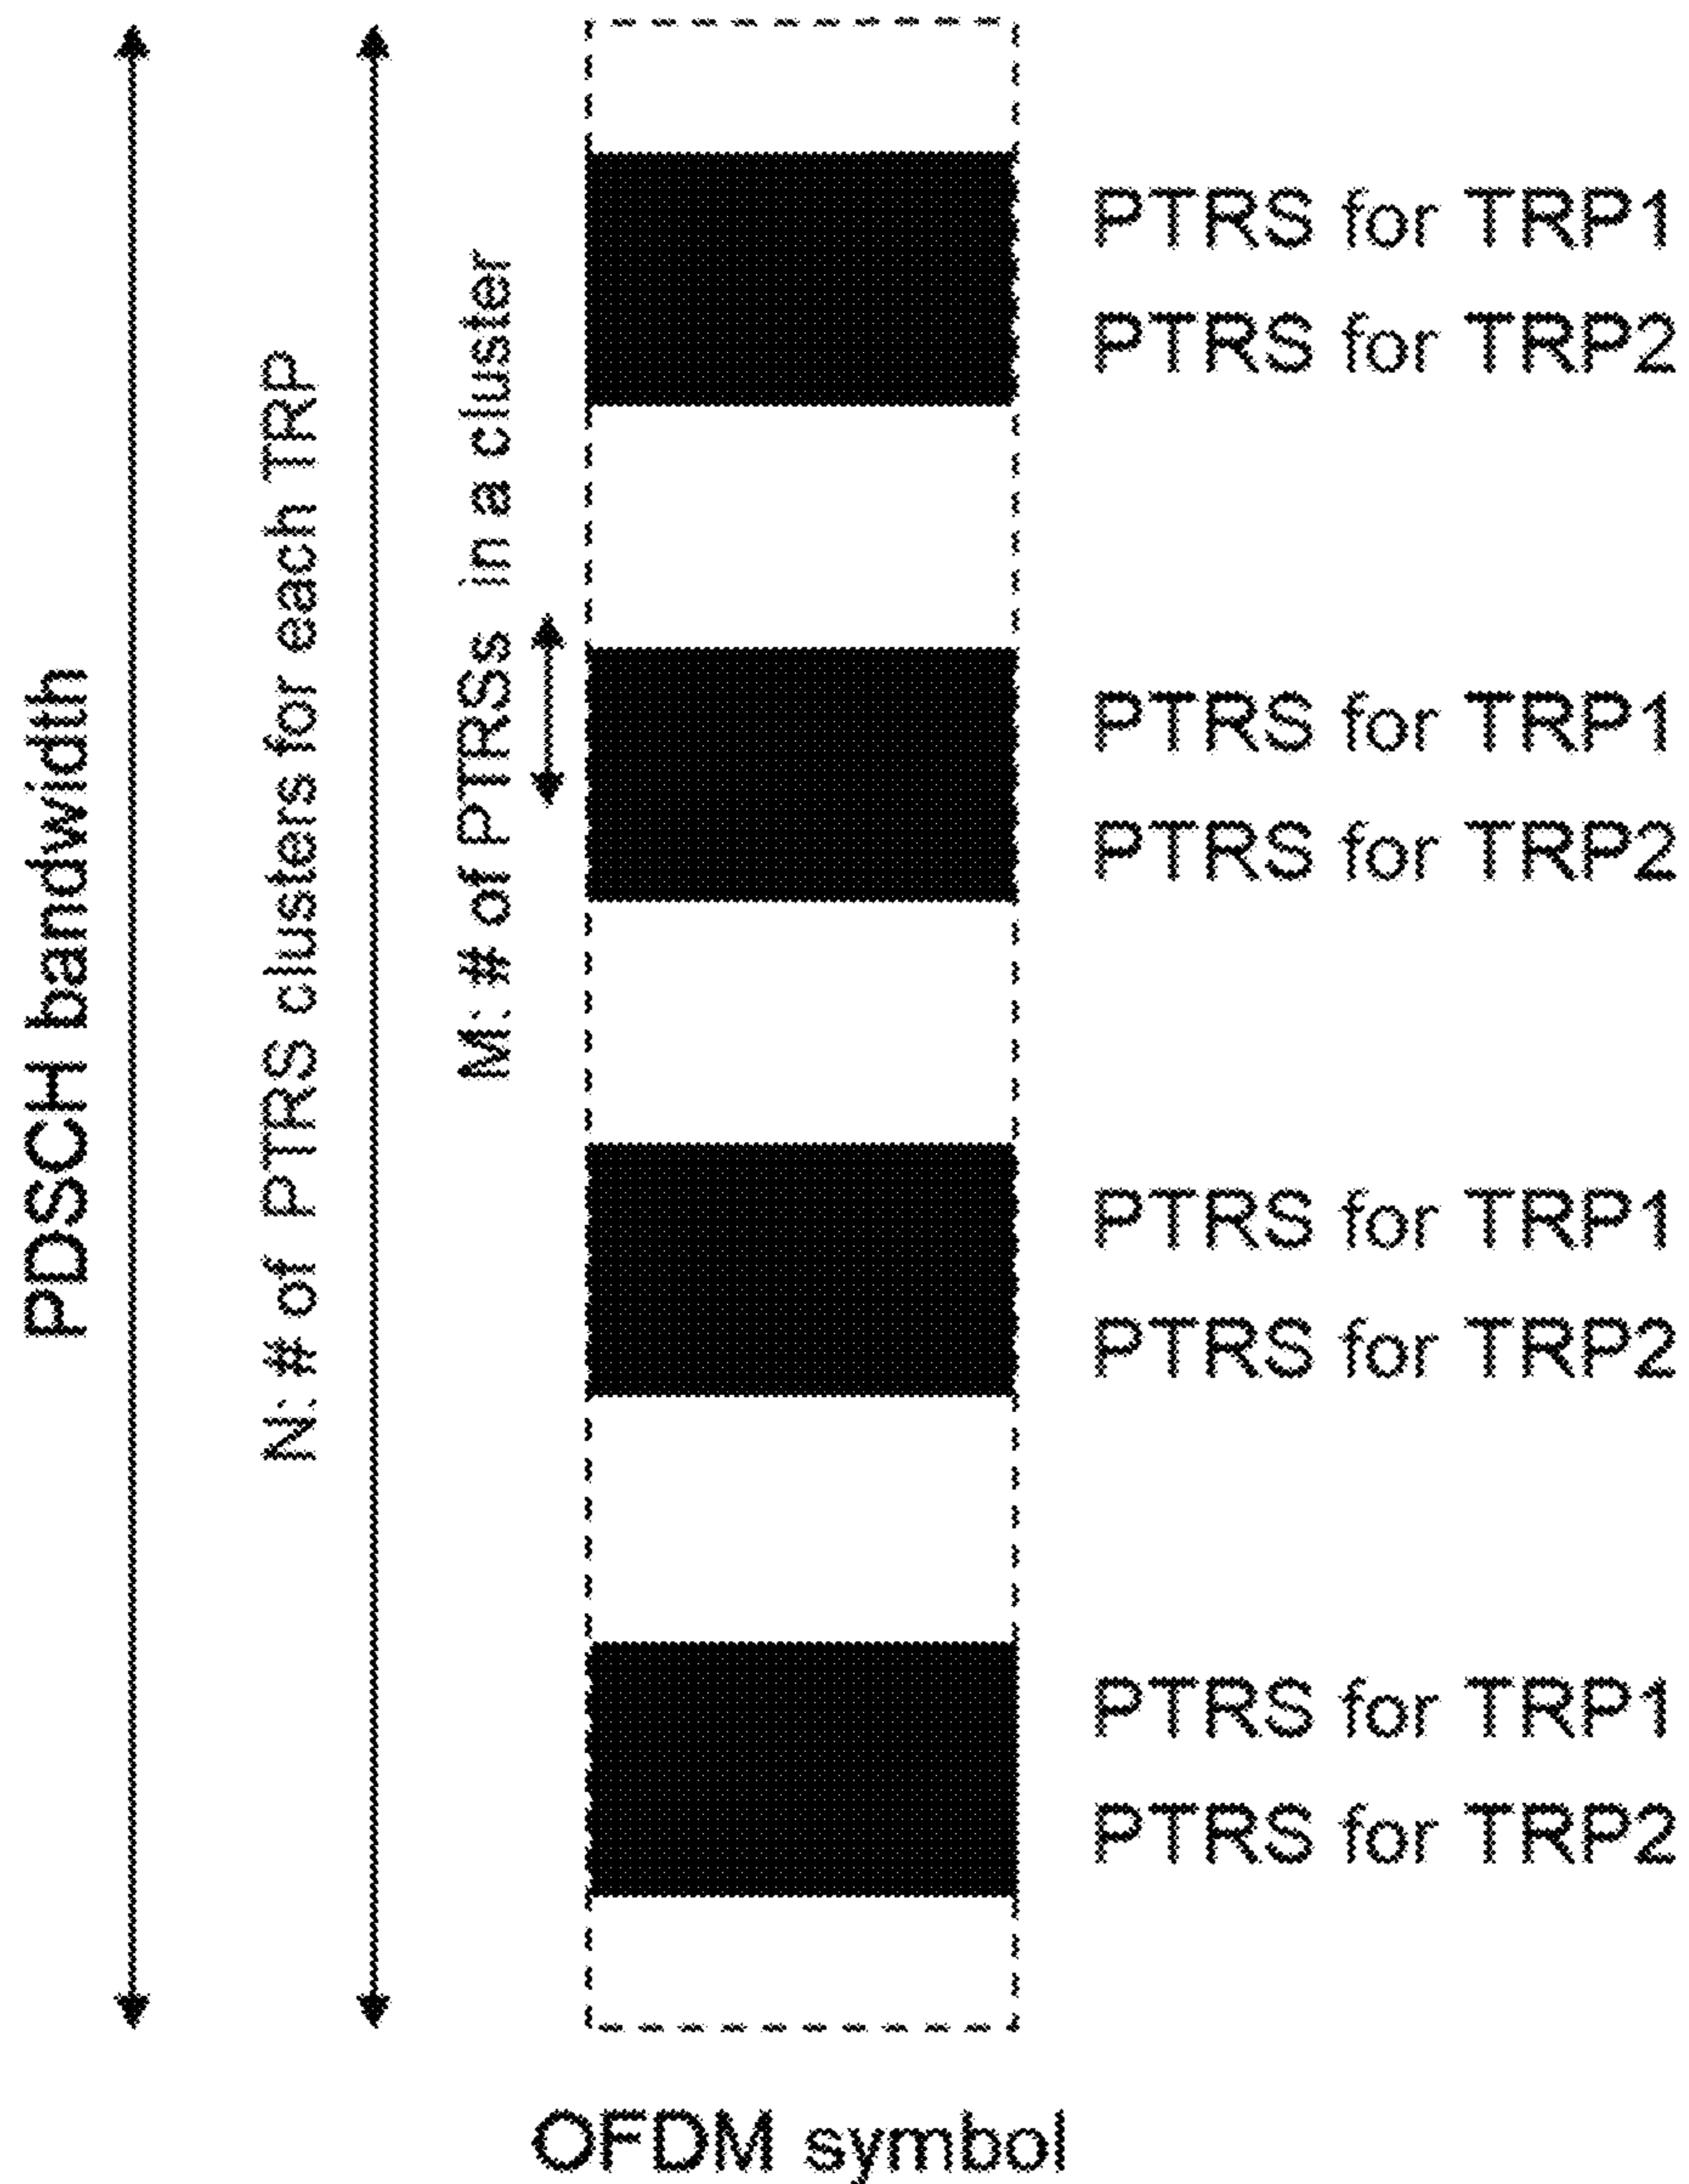 PDSCH bandwidth
N: # of PTRS clusters for each TRP
M: # of PTRSs in a cluster
PTRS for TRP1
PTRS for TRP2
PTRS for TRP1
PTRS for TRP2
PTRS for TRP1
PTRS for TRP2
PTRS for TRP1
PTRS for TRP2
OFDM symbol